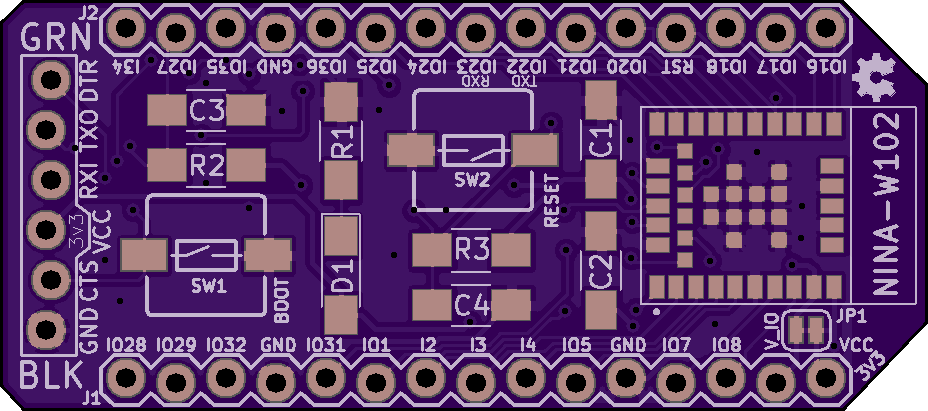 J2
GRN
I34 IO27 IO35 GND IO36 IO25 IO24 IO23 IO22 IO21 IO20 RST IO18 IO17 IO16
RXD TXD
DTR
TXO
RXI
VCC
3V3
CTS
GND
C3
R2
R1
SW2
RESET
C1
NINA-W102
SW1
BOOT
D1
R3
C4
C2
V_IO
JP1
VCC
3V3
IO28 IO29 IO32 GND IO31 IO1 I2 I3 I4 IO5 GND IO7 IO8
BLK
J1